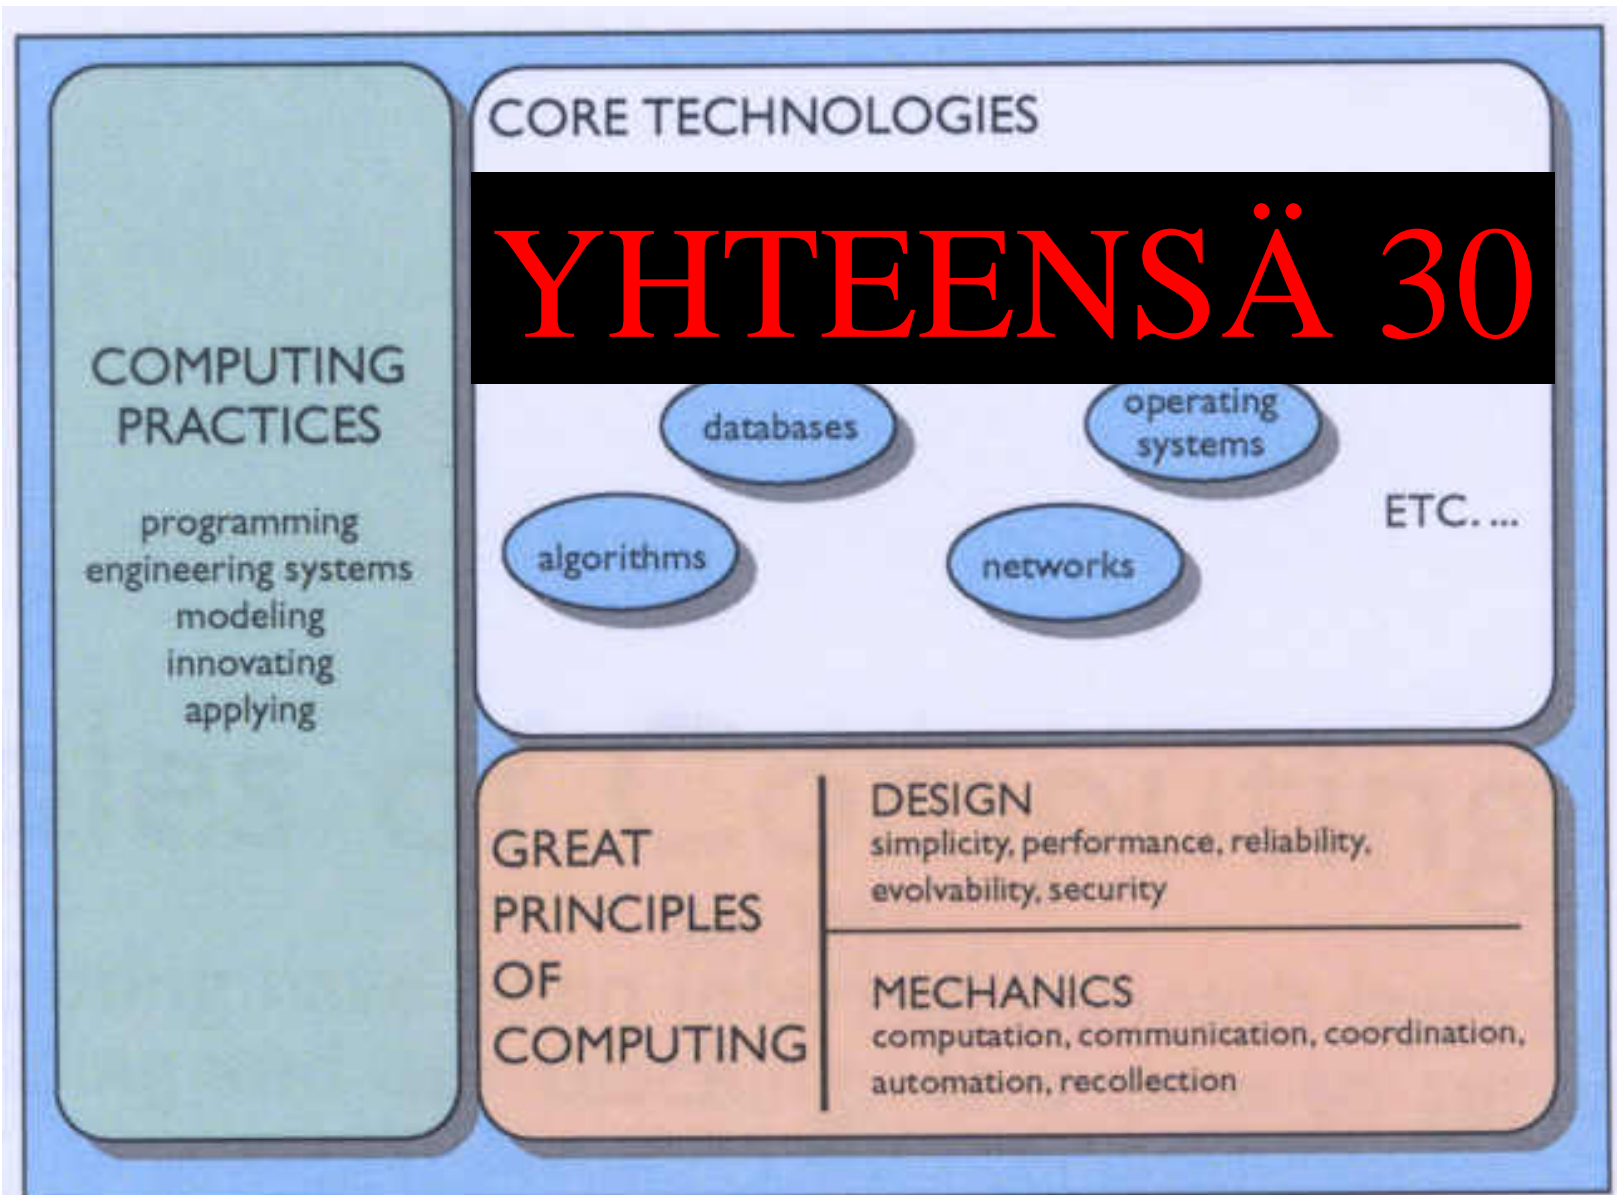 COMPUTING
PRACTICES
programming
engineering systems
modeling
innovating
applying
CORE TECHNOLOGIES
YHTEENSÄ 30
databases
operating
systems
algorithms
networks
ETC. ...
GREAT
PRINCIPLES
OF
COMPUTING
DESIGN
simplicity, performance, reliability,
evolvability, security
MECHANICS
computation, communication, coordination,
automation, recollection